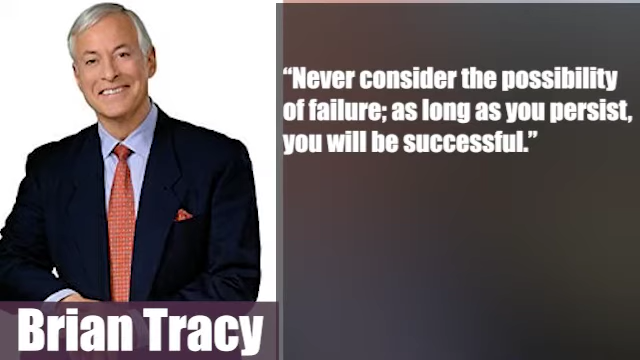 “Never consider the possibility
of failure; as long as you persist,
you will be successful.”
Brian Tracy